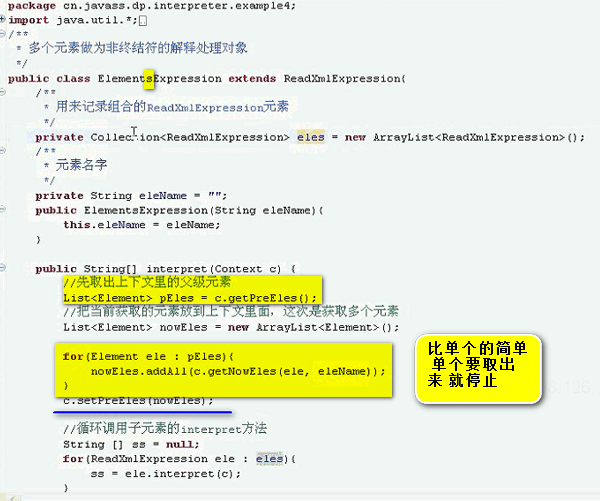 package cn.javass.dp.interpreter.example4;
import java.util.*;
/**
* 多个元素做为非终结符的解释处理对象
*/
public class ElementsExpression extends ReadXmlExpression{
/**
* 用来记录组合的ReadXmlExpression元素
*/
private Collection<ReadXmlExpression> eles = new ArrayList<ReadXmlExpression>();
/**
* 元素名字
*/
private String eleName = "";
public ElementsExpression(String eleName){
this.eleName = eleName;
}
public String[] interpret(Context c) {
//先取出上下文里的父级元素
List<Element> pEles = c.getPreEles();
//把当前获取的元素放到上下文里面，这次是获取多个元素
List<Element> nowEles = new ArrayList<Element>();
for(Element ele : pEles){
nowEles.addAll(c.getNowEles(ele, eleName));
}
c.setPreEles(nowEles);
比单个的简单
单个要取出
来 就停止
//循环调用子元素的interpret方法
String [] ss = null;
for(ReadXmlExpression ele : eles){
ss = ele.interpret(c);
}